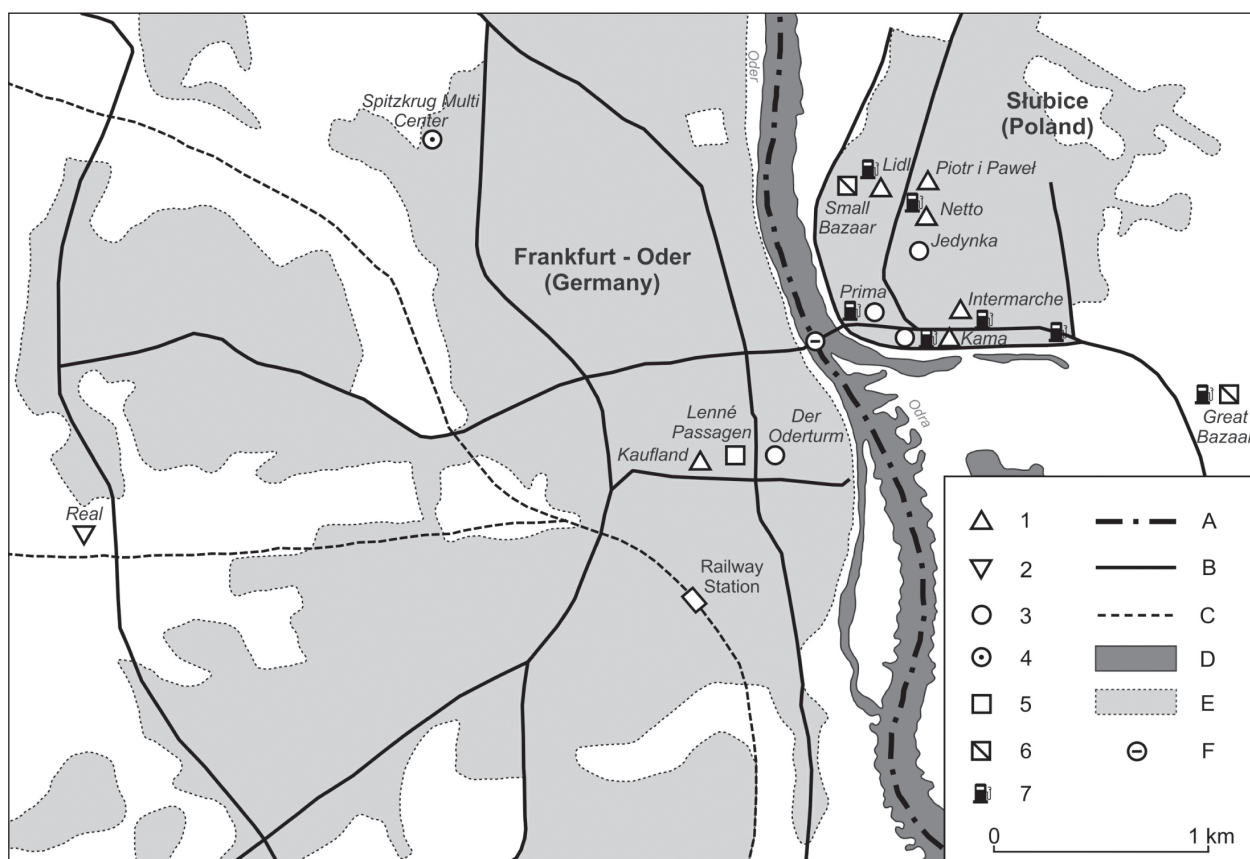 Oder
Słubice
(Poland)
Spitzkrug Multi
Center
Lidl
Piotr i Paweł
Small
Bazaar
Netto
Jedynka
Frankfurt - Oder
(Germany)
Prima
Intermarche
Kama
Odra
Great
Bazaar
Lenné
Passagen
Der
Oderturm
Kaufland
Real
Railway
Station
1 A
2 B
3 C
4 D
5 E
6 F
7
0 1 km